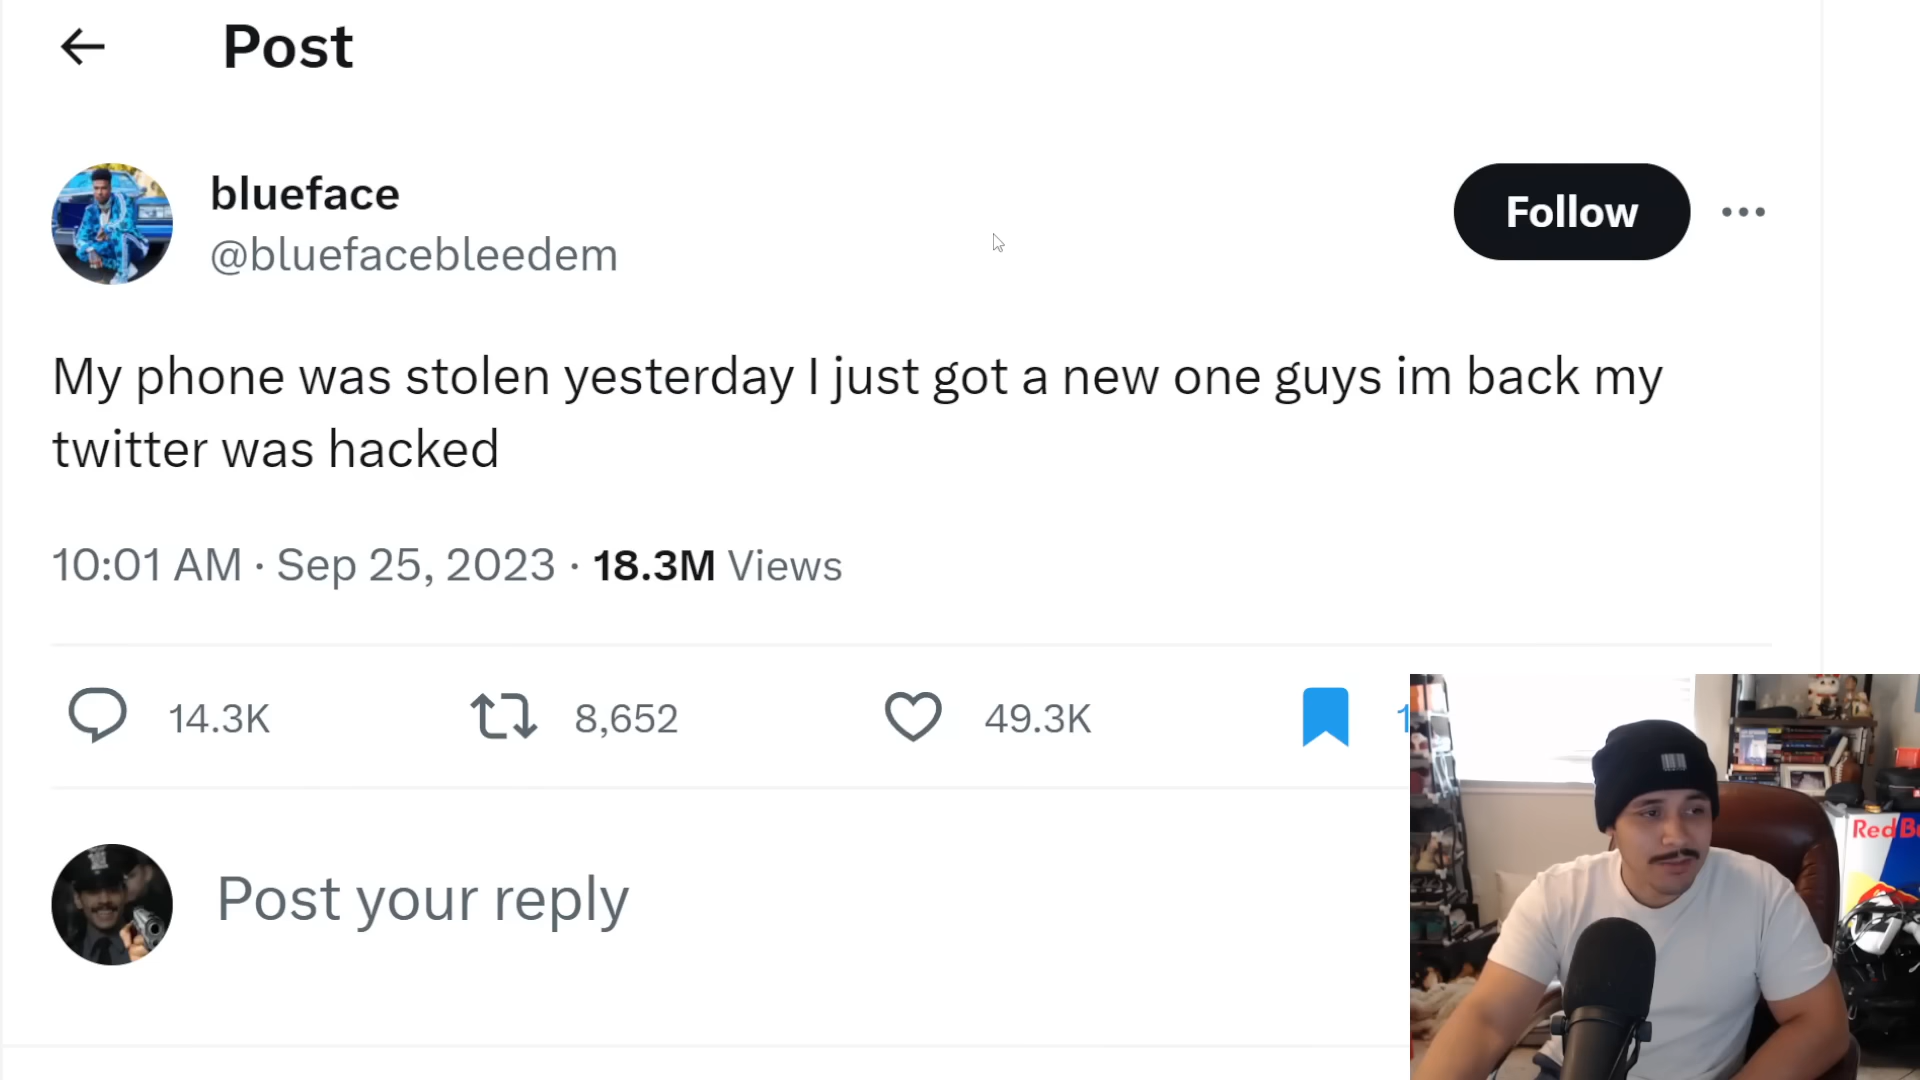 Post
blueface
@bluefacebleedem
Follow
My phone was stolen yesterday I just got a new one guys im back my
twitter was hacked
10:01 AM · Sep 25, 2023 · 18.3M Views
14.3K 8,652 49.3K
Post your reply
Red